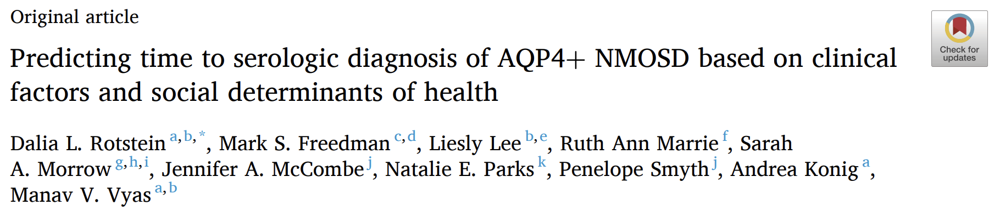 Original article
Check for
updates
Predicting time to serologic diagnosis of AQP4+ NMOSD based on clinical
factors and social determinants of health
Dalia L. Rotstein a,b,*, Mark S. Freedman c,d, Liesly Lee b,e, Ruth Ann Marrie f, Sarah
A. Morrow g,h,i, Jennifer A. McCombe j, Natalie E. Parks k, Penelope Smyth j, Andrea Konig a,
Manav V. Vyas a,b